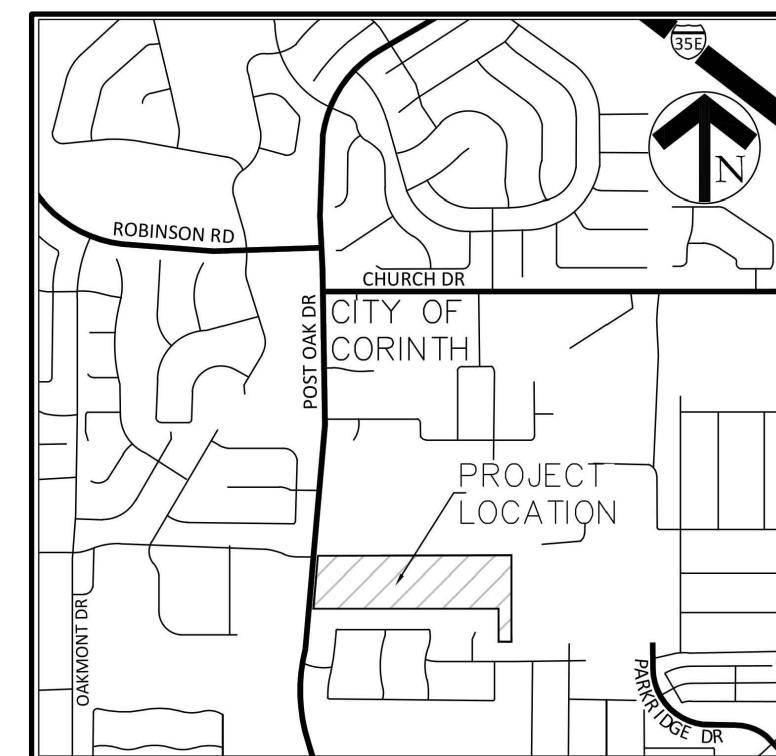 35E
N
ROBINSON RD
CHURCH DR
POST OAK DR
CITY OF
CORINTH
PROJECT
LOCATION
OAKMONT DR
PARKRIDGE DR